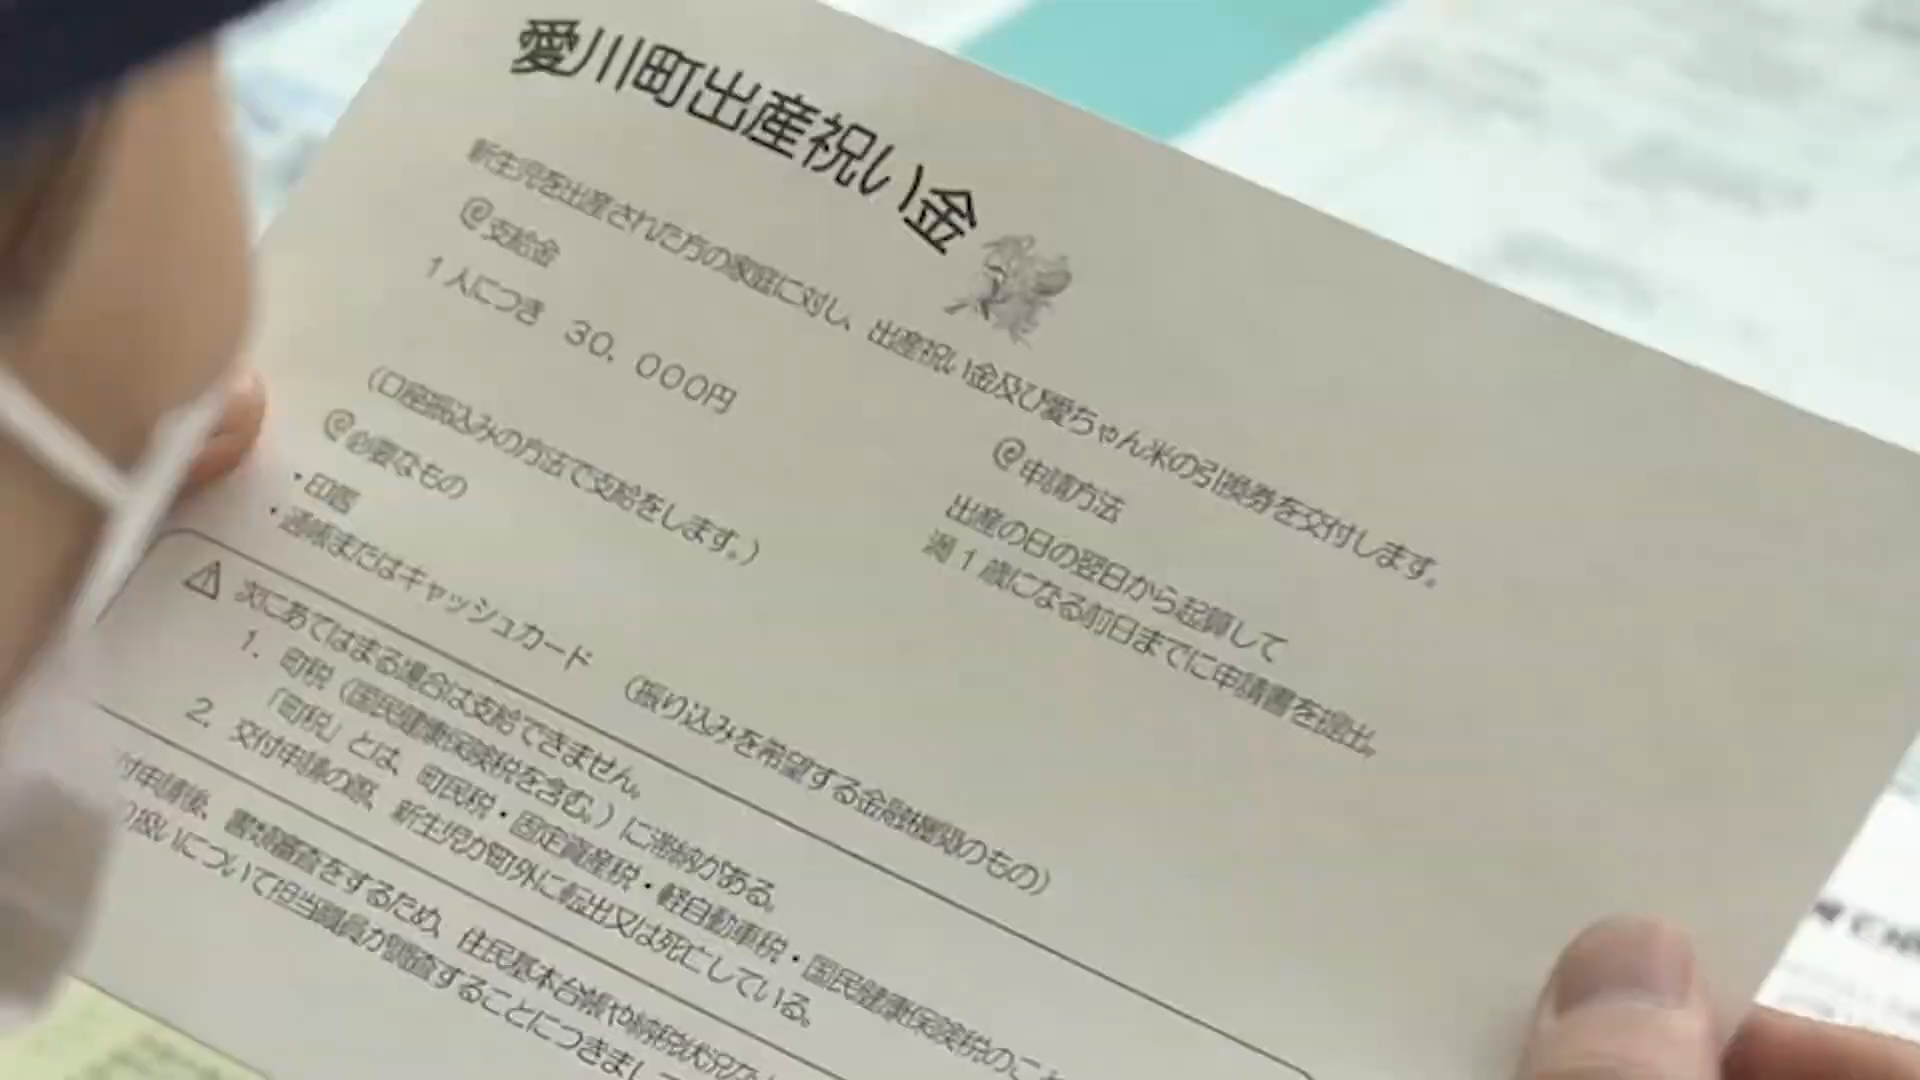 愛川町出産祝い金
新生児を出産された方の家庭に対し、出産祝い金及び愛ちゃん米の引換券を交付します。
@支給金
1人につき 30,000円
(口座振込みの方法で支給をします。)
@申請方法
出産の日の翌日から起算して
満1歳になる前日までに申請書を提出。
@必要なもの
・印鑑
・通帳またはキャッシュカード (振り込みを希望する金融機関のもの)
⚠ 次にあてはまる場合は支給できません。
1. 町税(国民健康保険税を含む。)に滞納がある。
「町税」とは、町民税・固定資産税・軽自動車税・国民健康保険税のこと
2. 交付申請の際、新生児が町外に転出又は死亡している。
付申請後、書類審査をするため、住民基本台帳や納税状況な
り扱いについて担当職員が調査することにつきまし